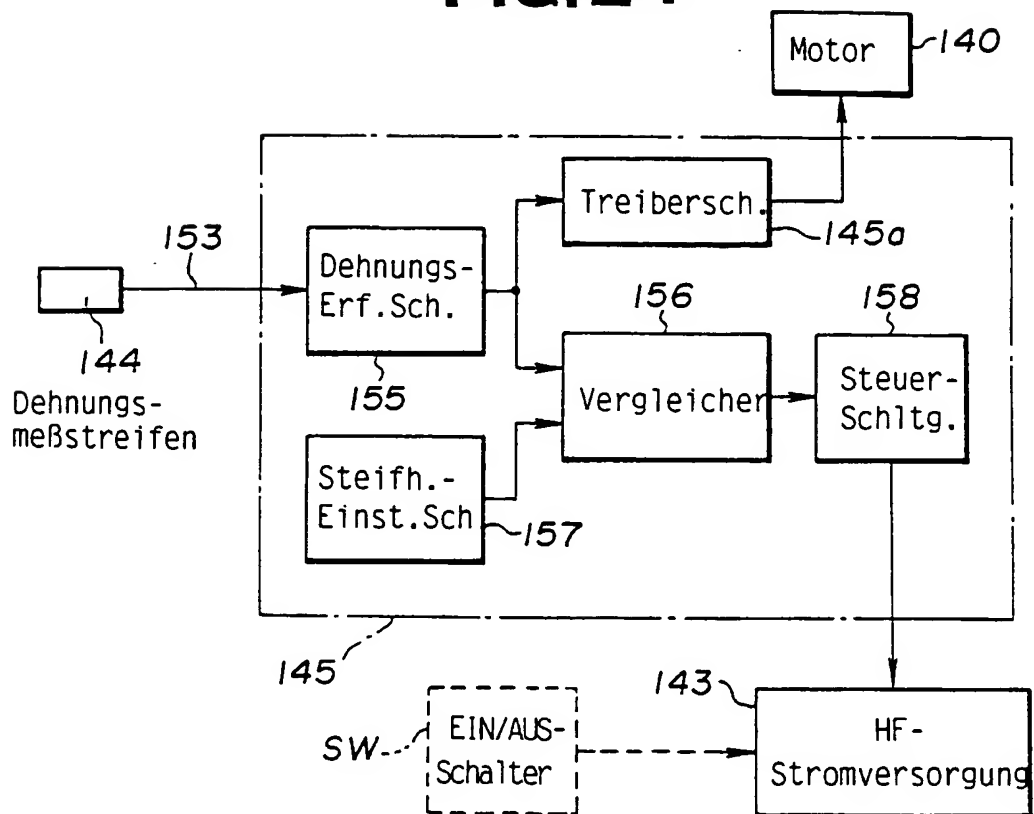 Motor
140
Treibersch.
145a
153
Dehnungs-
Erf.Sch.
155
144
Dehnungs-
meßstreifen
156
Vergleicher
158
Steuer-
Schltg.
Steifh.-
Einst.Sch
157
145
SW
EIN/AUS-
Schalter
143
HF-
Stromversorgung